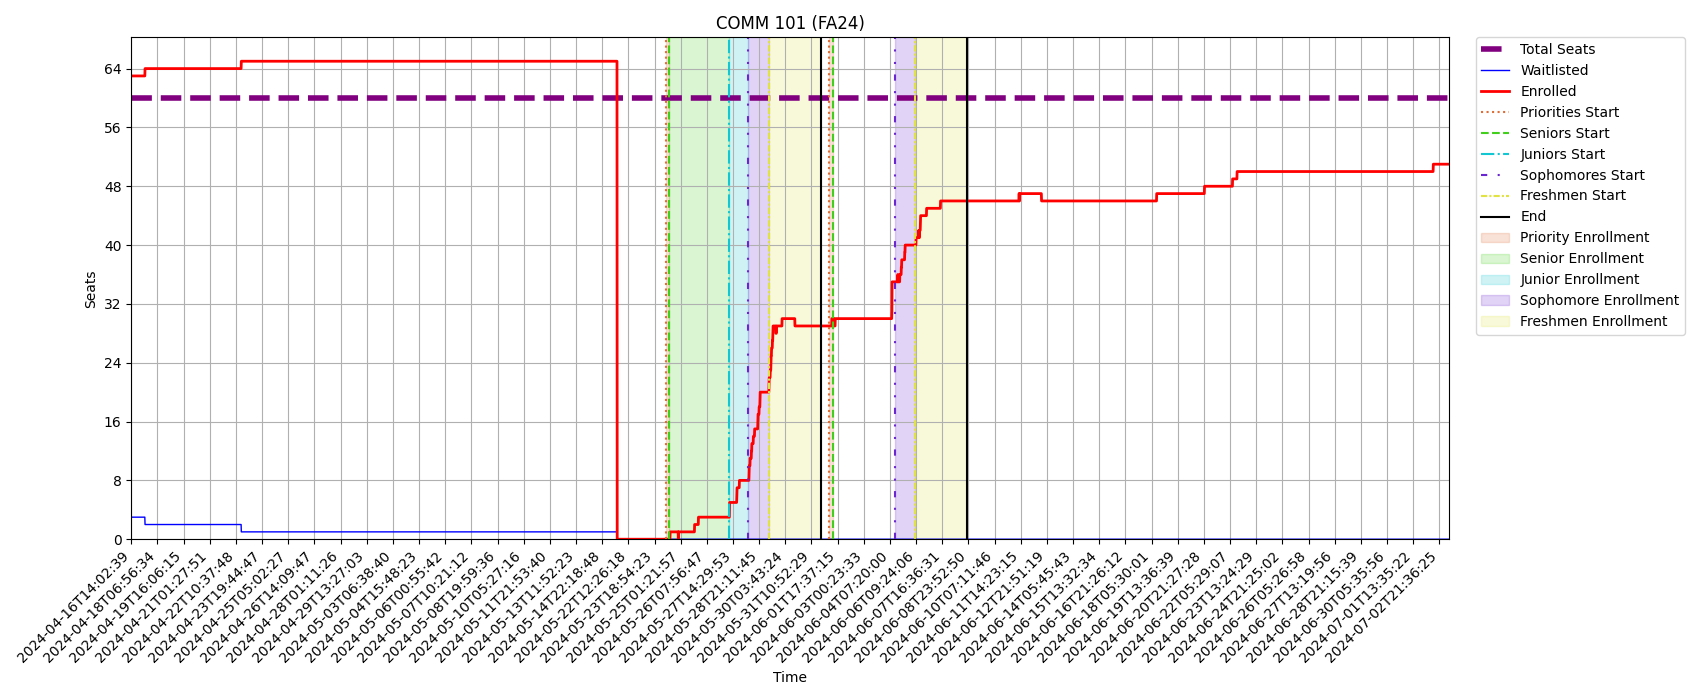 COMM 101 (FA24)
Seats
64
56
48
40
32
24
16
8
0
2024-04-16T14:02:39
2024-04-18T06:56:34
2024-04-19T16:06:15
2024-04-21T01:27:51
2024-04-22T10:37:48
2024-04-23T19:44:47
2024-04-25T05:02:27
2024-04-26T14:09:47
2024-04-28T01:11:26
2024-04-29T13:27:03
2024-05-03T06:38:40
2024-05-04T15:48:23
2024-05-06T00:55:42
2024-05-07T10:21:12
2024-05-08T19:59:36
2024-05-10T05:27:16
2024-05-11T21:53:40
2024-05-13T11:52:23
2024-05-14T22:18:48
2024-05-22T12:26:18
2024-05-23T18:54:23
2024-05-25T01:21:57
2024-05-26T07:56:47
2024-05-27T14:29:53
2024-05-28T21:11:45
2024-05-30T03:43:24
2024-05-31T10:52:29
2024-06-01T17:37:15
2024-06-03T00:23:33
2024-06-04T07:20:00
2024-06-06T09:24:06
2024-06-07T16:36:31
2024-06-08T23:52:50
2024-06-10T07:11:46
2024-06-11T14:23:15
2024-06-12T21:51:19
2024-06-14T05:45:43
2024-06-15T13:32:34
2024-06-16T21:26:12
2024-06-18T05:30:01
2024-06-19T13:36:39
2024-06-20T21:27:28
2024-06-22T05:29:07
2024-06-23T13:24:29
2024-06-24T21:25:02
2024-06-26T05:26:58
2024-06-27T13:19:56
2024-06-28T21:15:39
2024-06-30T05:35:56
2024-07-01T13:35:22
2024-07-02T21:36:25
Time
Total Seats
Waitlisted
Enrolled
Priorities Start
Seniors Start
Juniors Start
Sophomores Start
Freshmen Start
End
Priority Enrollment
Senior Enrollment
Junior Enrollment
Sophomore Enrollment
Freshmen Enrollment